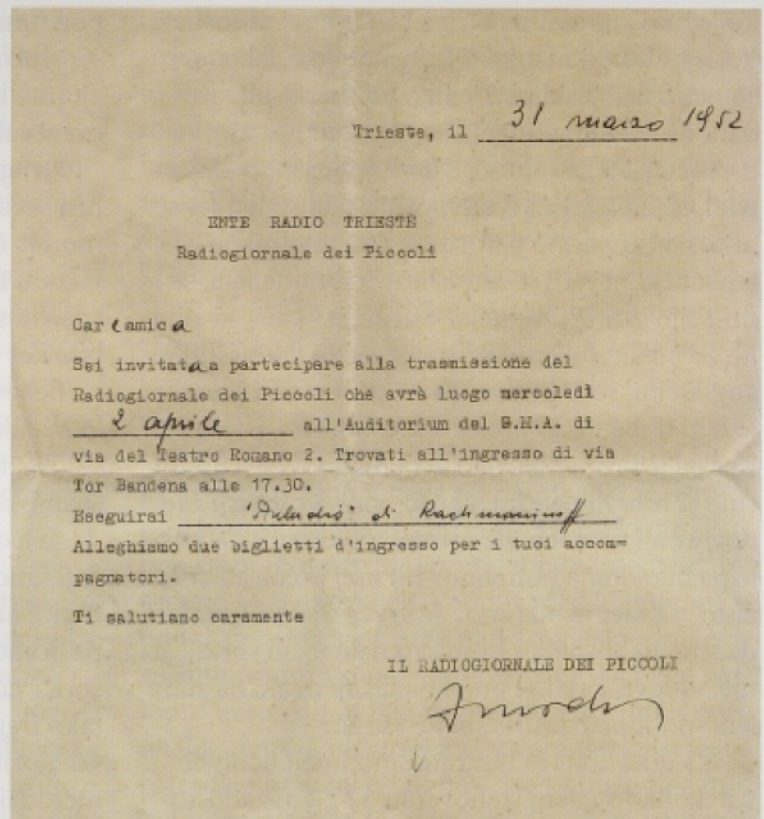 Trieste, il 31 marzo 1952
ENTE RADIO TRIESTE
Radiogiornale dei Piccoli
Cara amica
Sei invitata a partecipare alla trasmissione del
Radiogiornale dei Piccoli che avrà luogo mercoledì
2 aprile all'Auditorium del G.M.A. di
via del Teatro Romano 2. Trovati all'ingresso di via
Tor Bandena alle 17.30.
Eseguirai "Preludio" di Rachmaninoff
Alleghiamo due biglietti d'ingresso per i tuoi accom=
pagnatori.
Ti salutiamo caramente
IL RADIOGIORNALE DEI PICCOLI